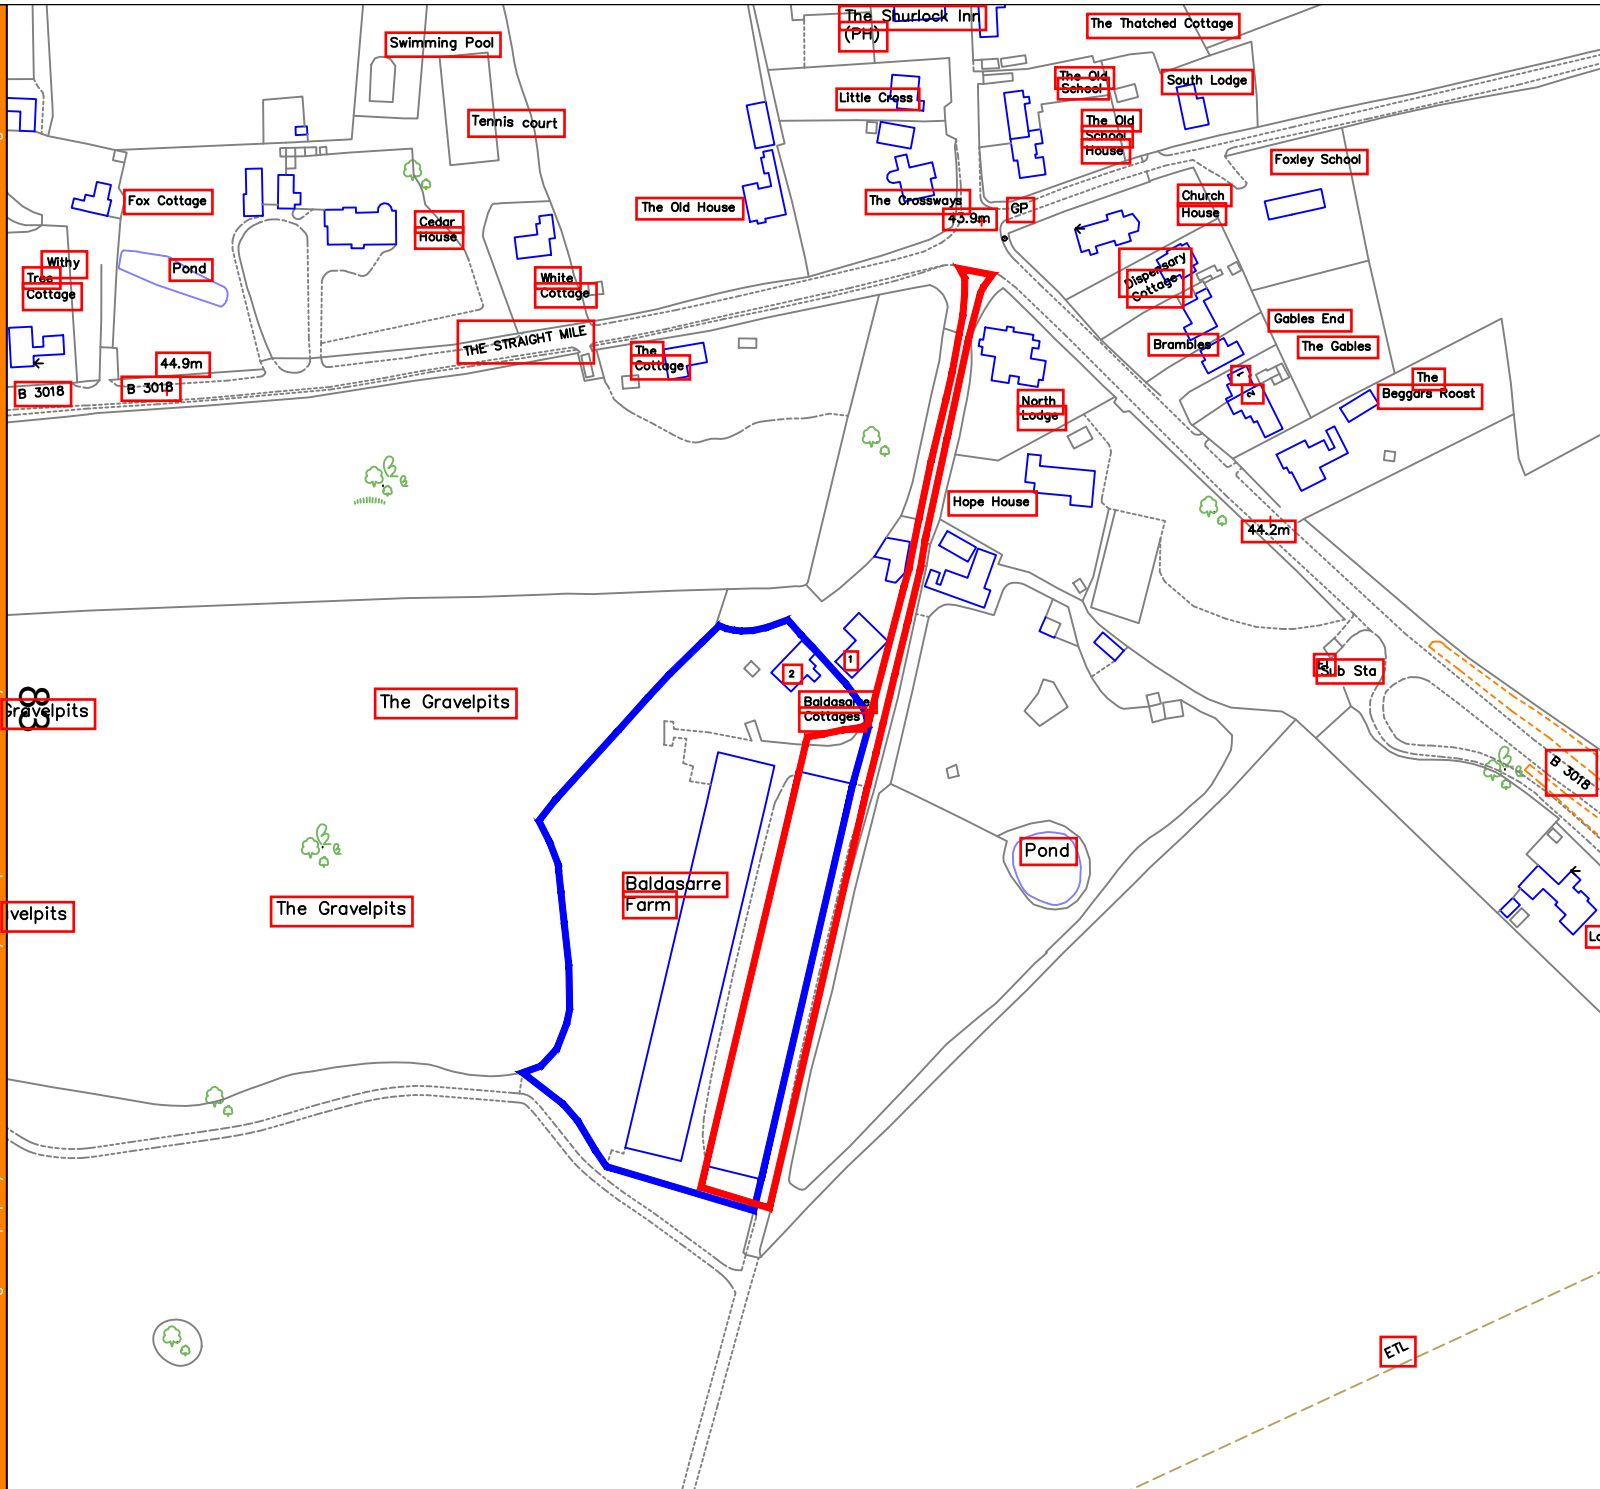 The Shurlock Inn
(PH)
The Thatched Cottage
Swimming Pool
The Old
School
South Lodge
Little Cross
Tennis court
The Old
School
House
Foxley School
Fox Cottage
The Old House
The Crossways
GP
Church
House
43.9m
Cedar
House
Withy
Tree
Cottage
Pond
White
Cottage
Dispensary
Cottage
Gables End
THE STRAIGHT MILE
Brambles
The Gables
The
Cottage
44.9m
B 3018
B 3018
1
2
The
Beggars Roost
North
Lodge
Hope House
44.2m
1
2
El
Sub Sta
Baldasarre
Cottages
83
Gravelpits
The Gravelpits
B 3018
Pond
Baldasarre
Farm
The Gravelpits
ETL